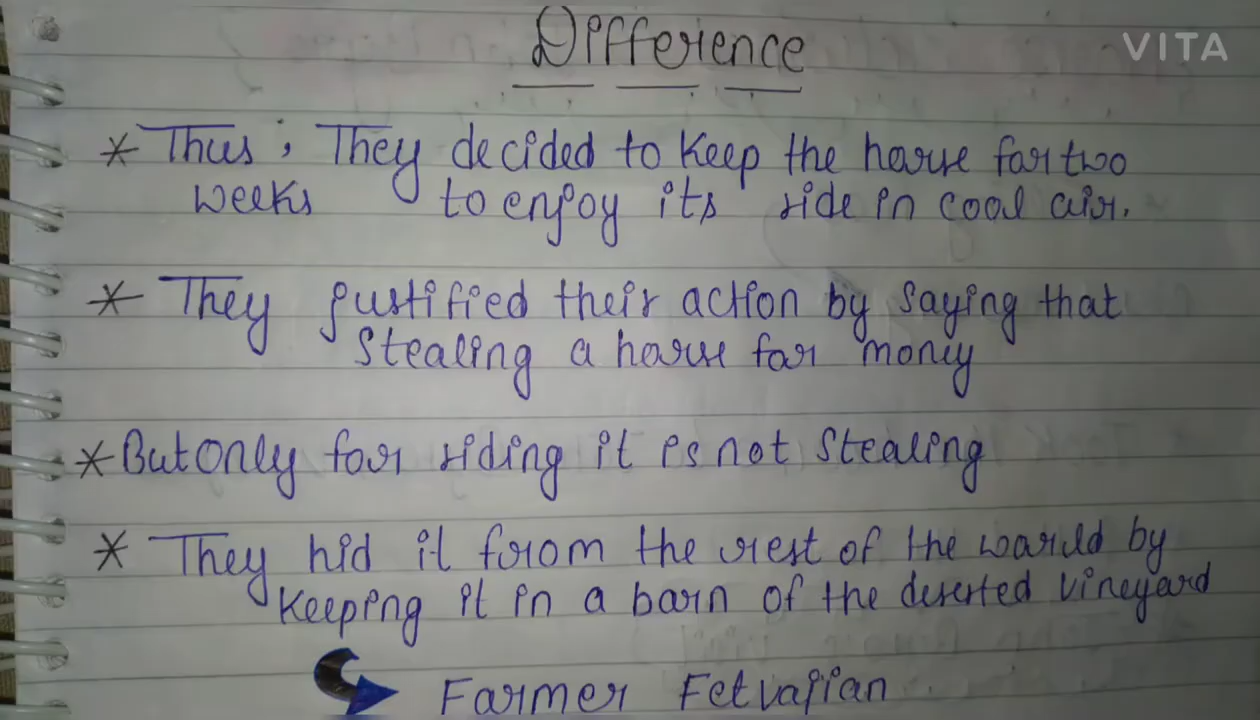 Difference
VITA
* Thus, They decided to keep the horse for two
weeks to enjoy its ride in cool air.
* They justified their action by saying that
stealing a horse for money
* But only for riding it is not stealing
* They hid it from the rest of the world by
keeping it in a barn of the deserted vineyard
Farmer Fetvajian